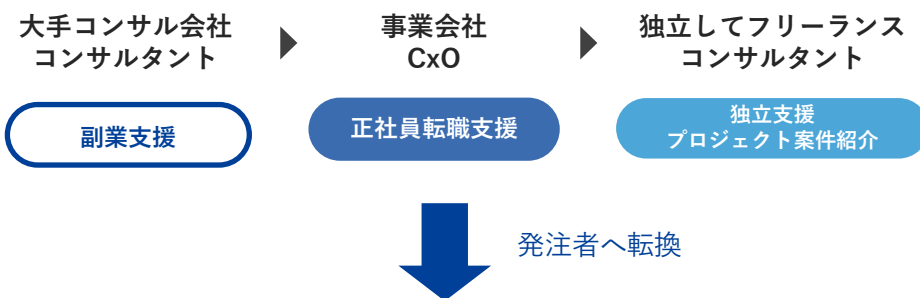 大手コンサル会社
コンサルタント
事業会社
CxO
独立してフリーランス
コンサルタント
副業支援
正社員転職支援
独立支援
プロジェクト案件紹介
発注者へ転換